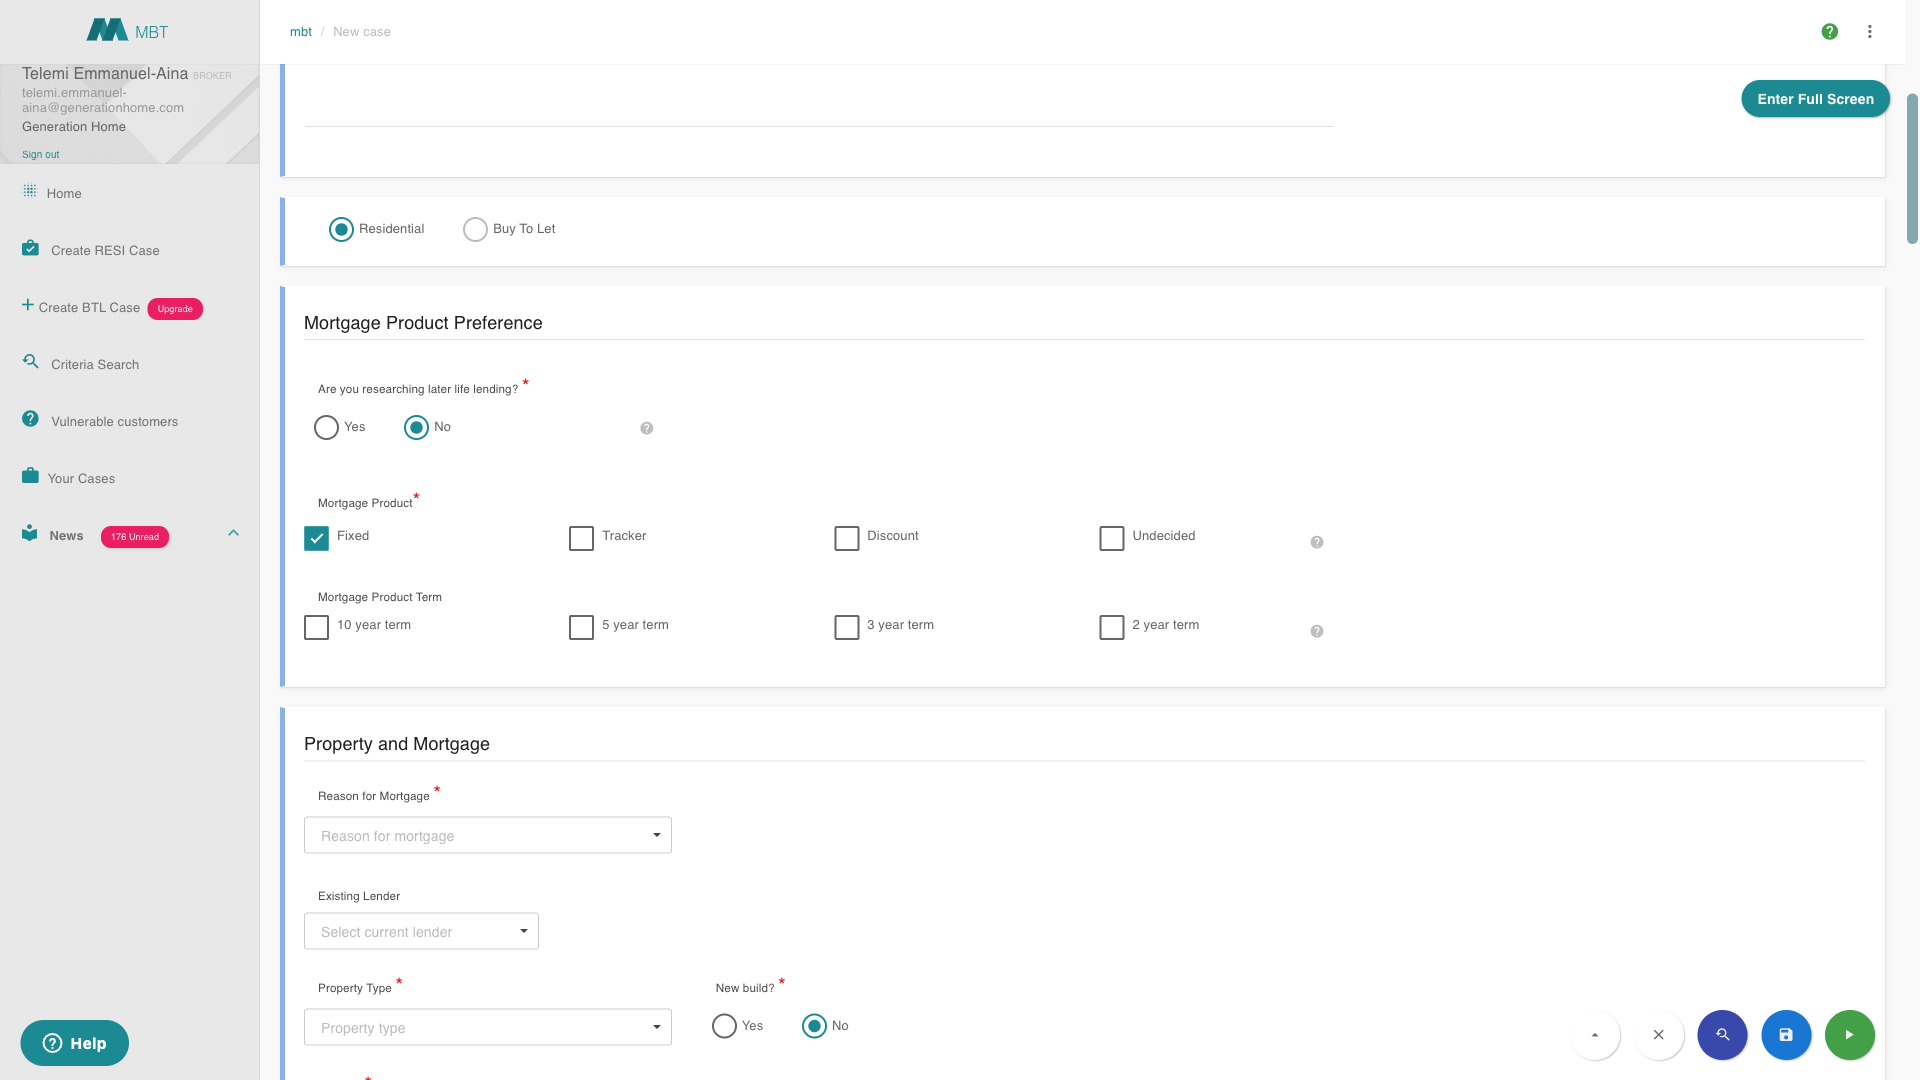 MBT
Telemi Emmanuel-Aina BROKER
telemi.emmanuel-
aina@generationhome.com
Generation Home
Sign out
Home
Create RESI Case
Create BTL Case Upgrade
Criteria Search
Vulnerable customers
Your Cases
News 176 Unread
Help
mbt / New case
Enter Full Screen
Residential Buy To Let
Mortgage Product Preference
Are you researching later life lending? *
Yes No
Mortgage Product *
Fixed Tracker Discount Undecided
Mortgage Product Term
10 year term 5 year term 3 year term 2 year term
Property and Mortgage
Reason for Mortgage *
Reason for mortgage
Existing Lender
Select current lender
Property Type * New build? *
Property type Yes No